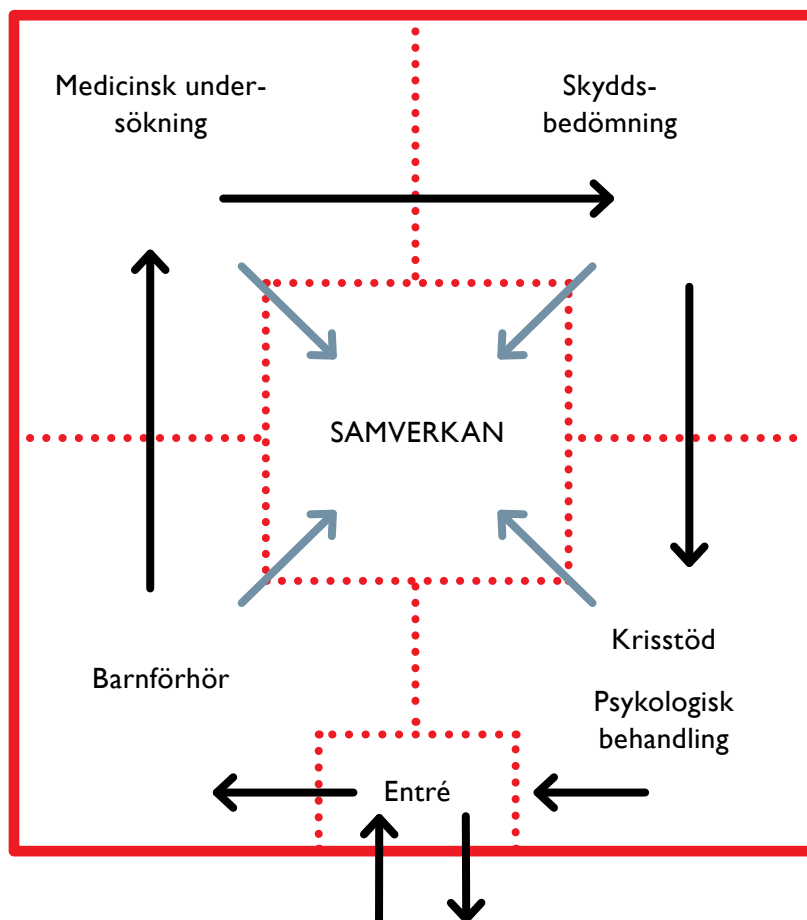 Medicinsk under-
sökning
Skydds-
bedömning
SAMVERKAN
Barnförhör
Krisstöd
Psykologisk
behandling
Entré